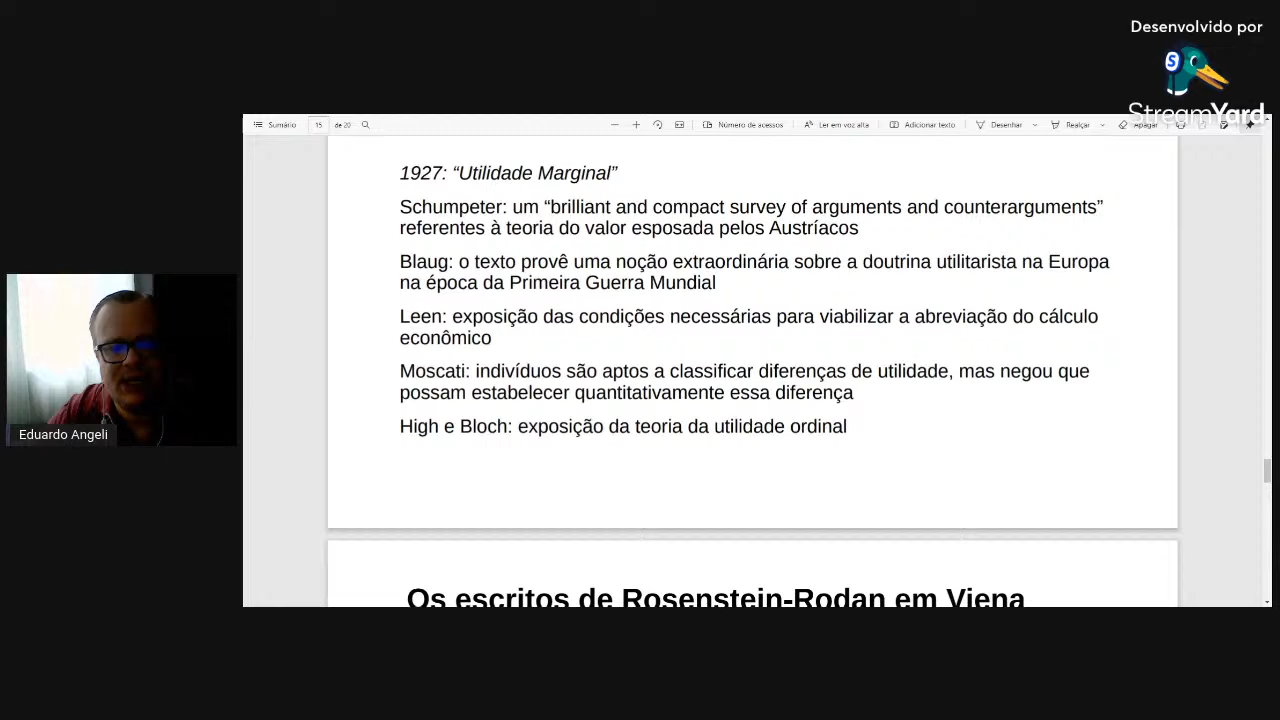 Desenvolvido por
StreamYard
Sumário 15 de 20 Número de acessos Ler em voz alta Adicionar texto Desenhar Realçar Apagar
1927: “Utilidade Marginal”
Schumpeter: um “brilliant and compact survey of arguments and counterarguments”
referentes à teoria do valor esposada pelos Austríacos
Blaug: o texto provê uma noção extraordinária sobre a doutrina utilitarista na Europa
na época da Primeira Guerra Mundial
Leen: exposição das condições necessárias para viabilizar a abreviação do cálculo
econômico
Moscati: indivíduos são aptos a classificar diferenças de utilidade, mas negou que
possam estabelecer quantitativamente essa diferença
High e Bloch: exposição da teoria da utilidade ordinal
Eduardo Angeli
Os escritos de Rosenstein-Rodan em Viena